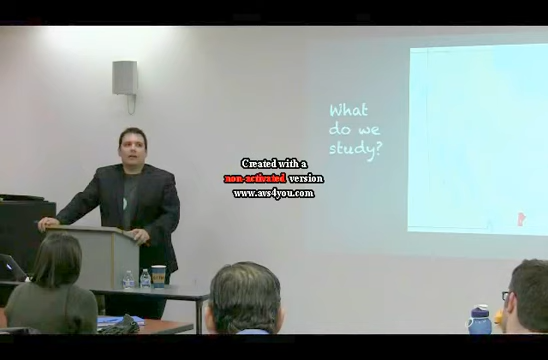 What
do we
study?
Created with a
non-activated version
www.avs4you.com